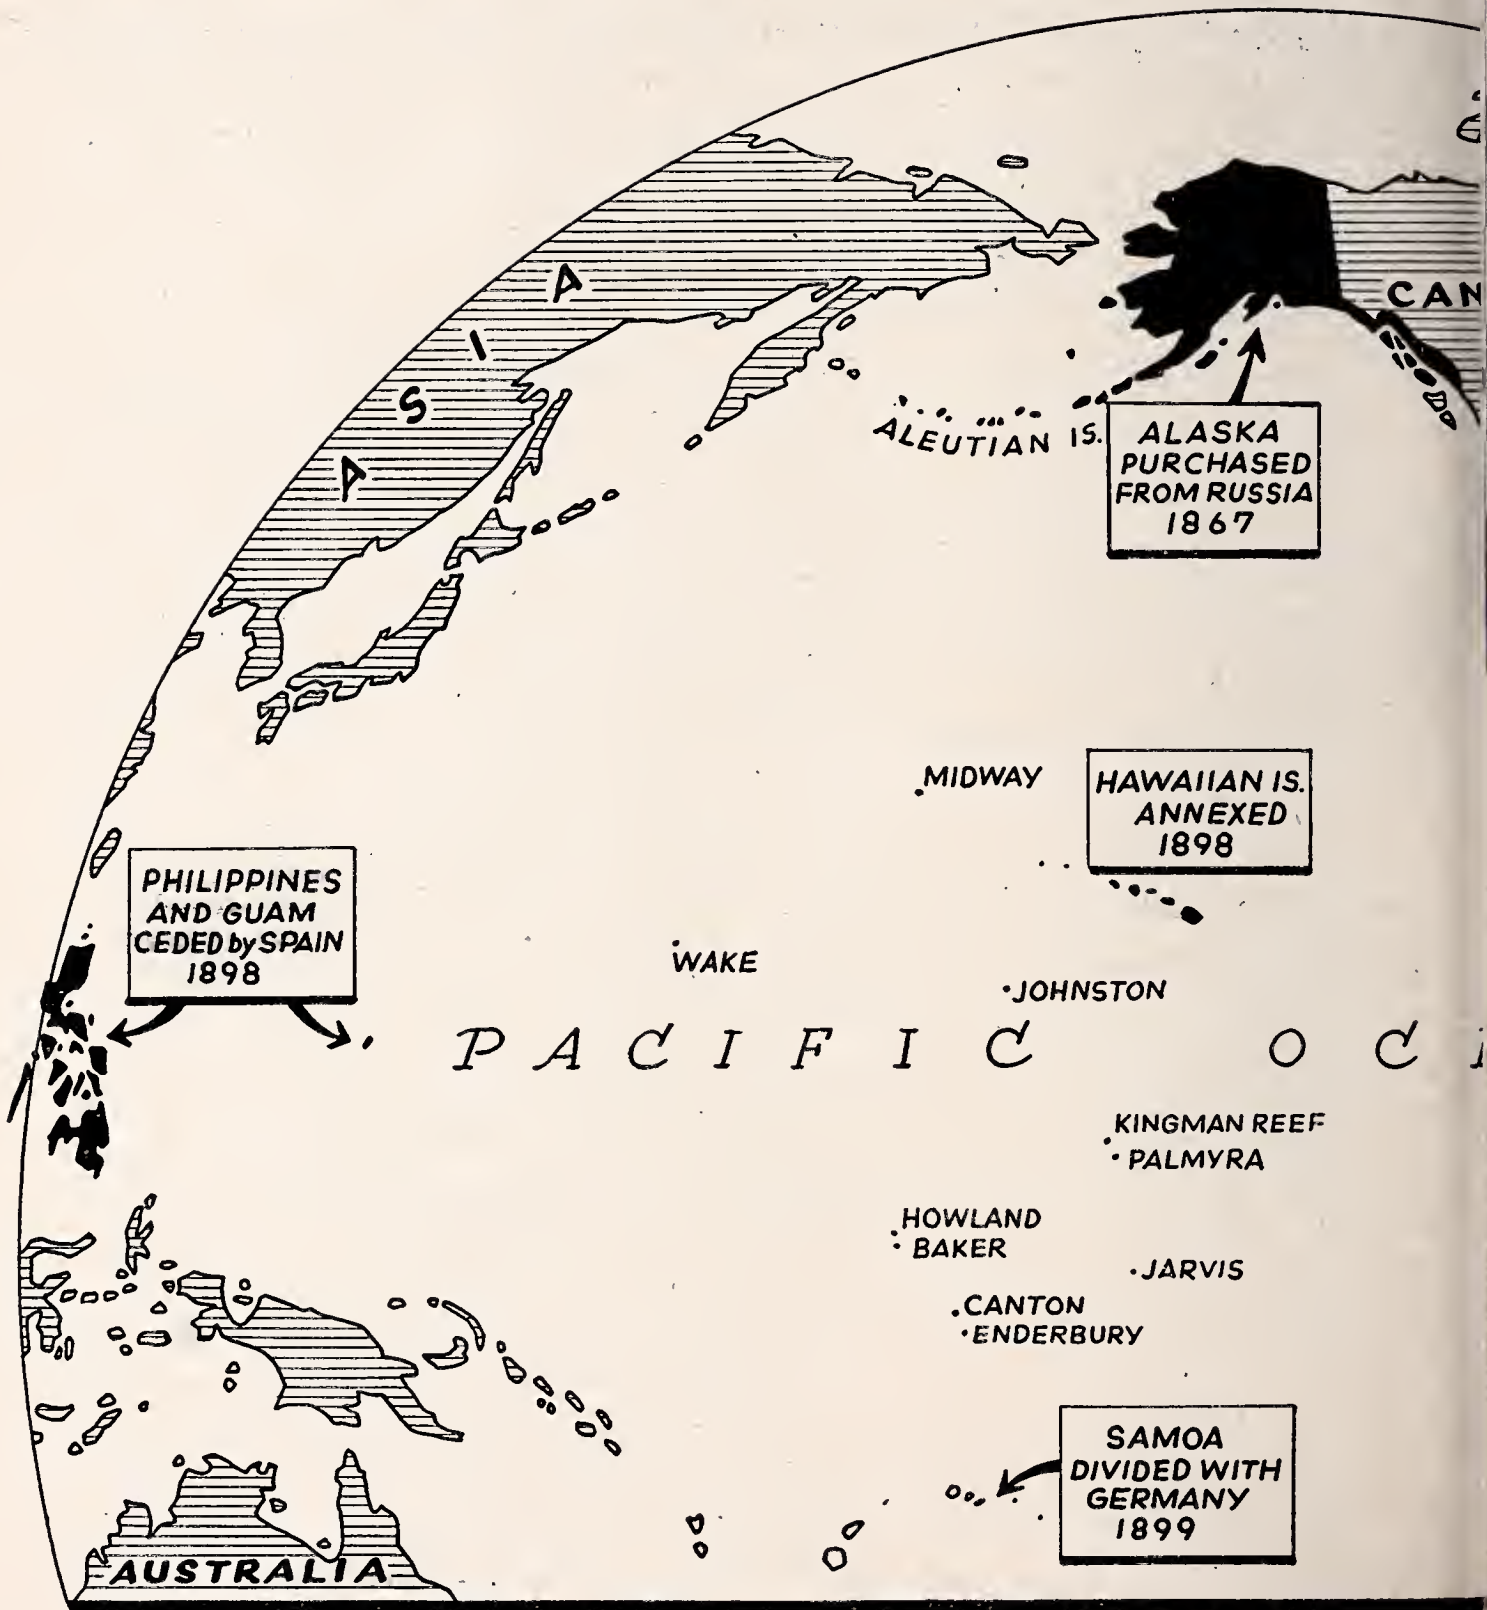 ASIA
CAN
ALEUTIAN IS.
ALASKA
PURCHASED
FROM RUSSIA
1867
MIDWAY
HAWAIIAN IS.
ANNEXED
1898
PHILIPPINES
AND GUAM
CEDED by SPAIN
1898
WAKE
JOHNSTON
PACIFIC OC
KINGMAN REEF
PALMYRA
HOWLAND
BAKER
JARVIS
CANTON
ENDERBURY
SAMOA
DIVIDED WITH
GERMANY
1899
AUSTRALIA